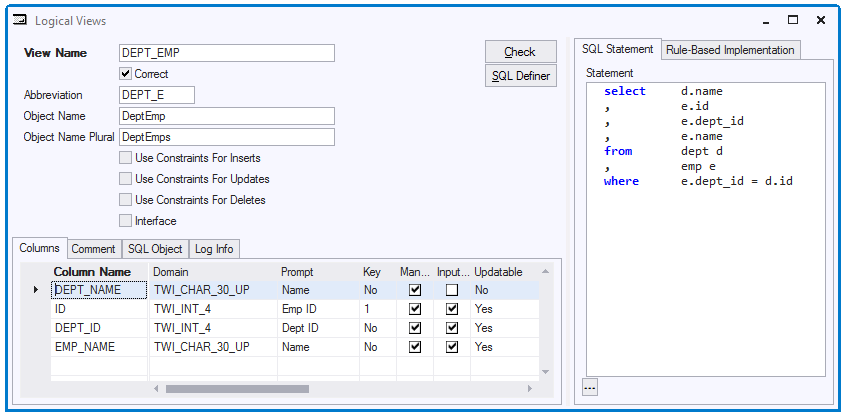 Logical Views
View Name DEPT_EMP
Correct
Abbreviation DEPT_E
Object Name DeptEmp
Object Name Plural DeptEmps
Use Constraints For Inserts
Use Constraints For Updates
Use Constraints For Deletes
Interface
Check
SQL Definer
Columns Comment SQL Object Log Info
Column Name Domain Prompt Key Man... Input... Updatable
DEPT_NAME TWI_CHAR_30_UP Name No No
ID TWI_INT_4 Emp ID 1 Yes
DEPT_ID TWI_INT_4 Dept ID No Yes
EMP_NAME TWI_CHAR_30_UP Name No Yes
SQL Statement Rule-Based Implementation
Statement
select d.name
, e.id
, e.dept_id
, e.name
from dept d
, emp e
where e.dept_id = d.id
...